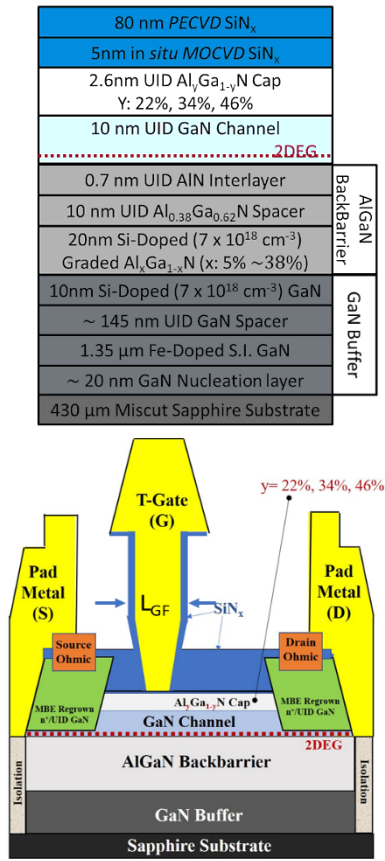 80 nm PECVD SiNx
5nm in situ MOCVD SiNx
2.6nm UID AlyGa1-yN Cap
Y: 22%, 34%, 46%
10 nm UID GaN Channel
2DEG
0.7 nm UID AlN Interlayer
10 nm UID Al0.38Ga0.62N Spacer
20nm Si-Doped (7 x 10^18 cm^-3)
Graded AlxGa1-xN (x: 5% ~38%)
AlGaN
BackBarrier
10nm Si-Doped (7 x 10^18 cm^-3) GaN
~ 145 nm UID GaN Spacer
1.35 µm Fe-Doped S.I. GaN
~ 20 nm GaN Nucleation layer
GaN Buffer
430 µm Miscut Sapphire Substrate
y= 22%, 34%, 46%
T-Gate
(G)
Pad
Metal
(S)
Pad
Metal
(D)
LGF
SiNx
Source
Ohmic
Drain
Ohmic
MBE Regrown
n+/UID GaN
AlyGa1-yN Cap
GaN Channel
MBE Regrown
n+/UID GaN
2DEG
Isolation
AlGaN Backbarrier
Isolation
GaN Buffer
Sapphire Substrate